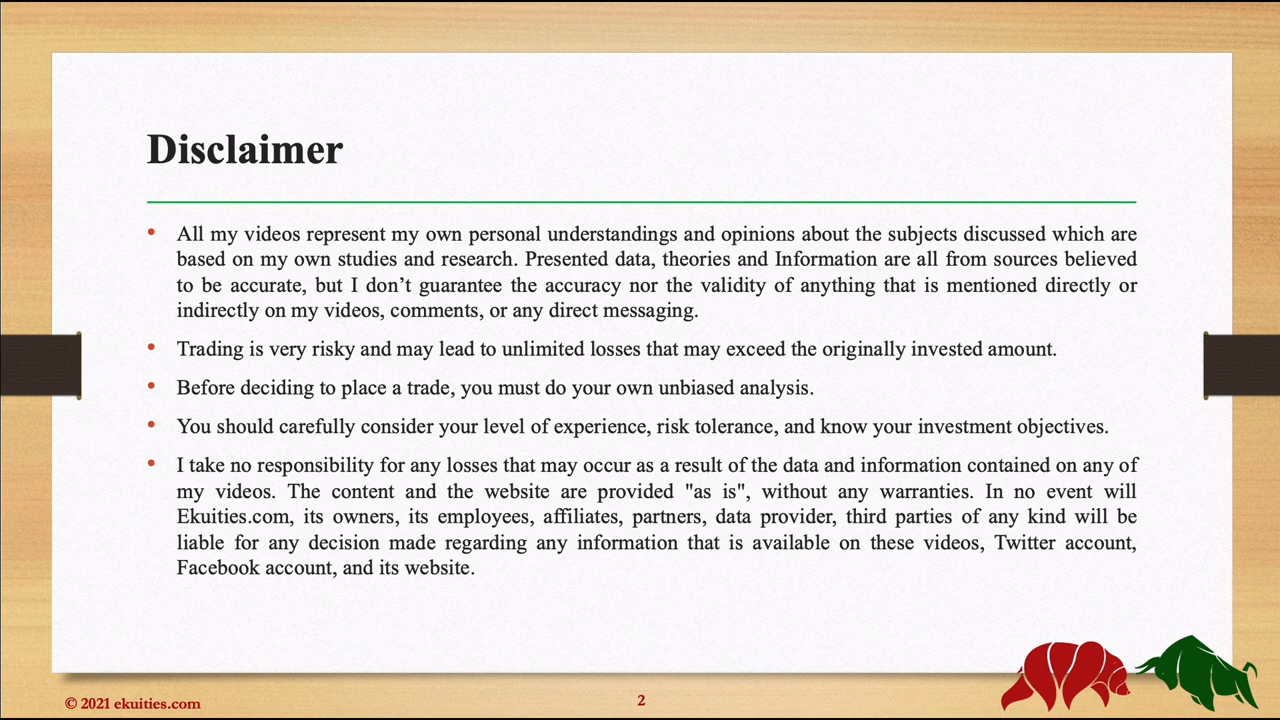 Disclaimer
• All my videos represent my own personal understandings and opinions about the subjects discussed which are
based on my own studies and research. Presented data, theories and Information are all from sources believed
to be accurate, but I don’t guarantee the accuracy nor the validity of anything that is mentioned directly or
indirectly on my videos, comments, or any direct messaging.
• Trading is very risky and may lead to unlimited losses that may exceed the originally invested amount.
• Before deciding to place a trade, you must do your own unbiased analysis.
• You should carefully consider your level of experience, risk tolerance, and know your investment objectives.
• I take no responsibility for any losses that may occur as a result of the data and information contained on any of
my videos. The content and the website are provided "as is", without any warranties. In no event will
Ekuities.com, its owners, its employees, affiliates, partners, data provider, third parties of any kind will be
liable for any decision made regarding any information that is available on these videos, Twitter account,
Facebook account, and its website.
© 2021 ekuities.com
2